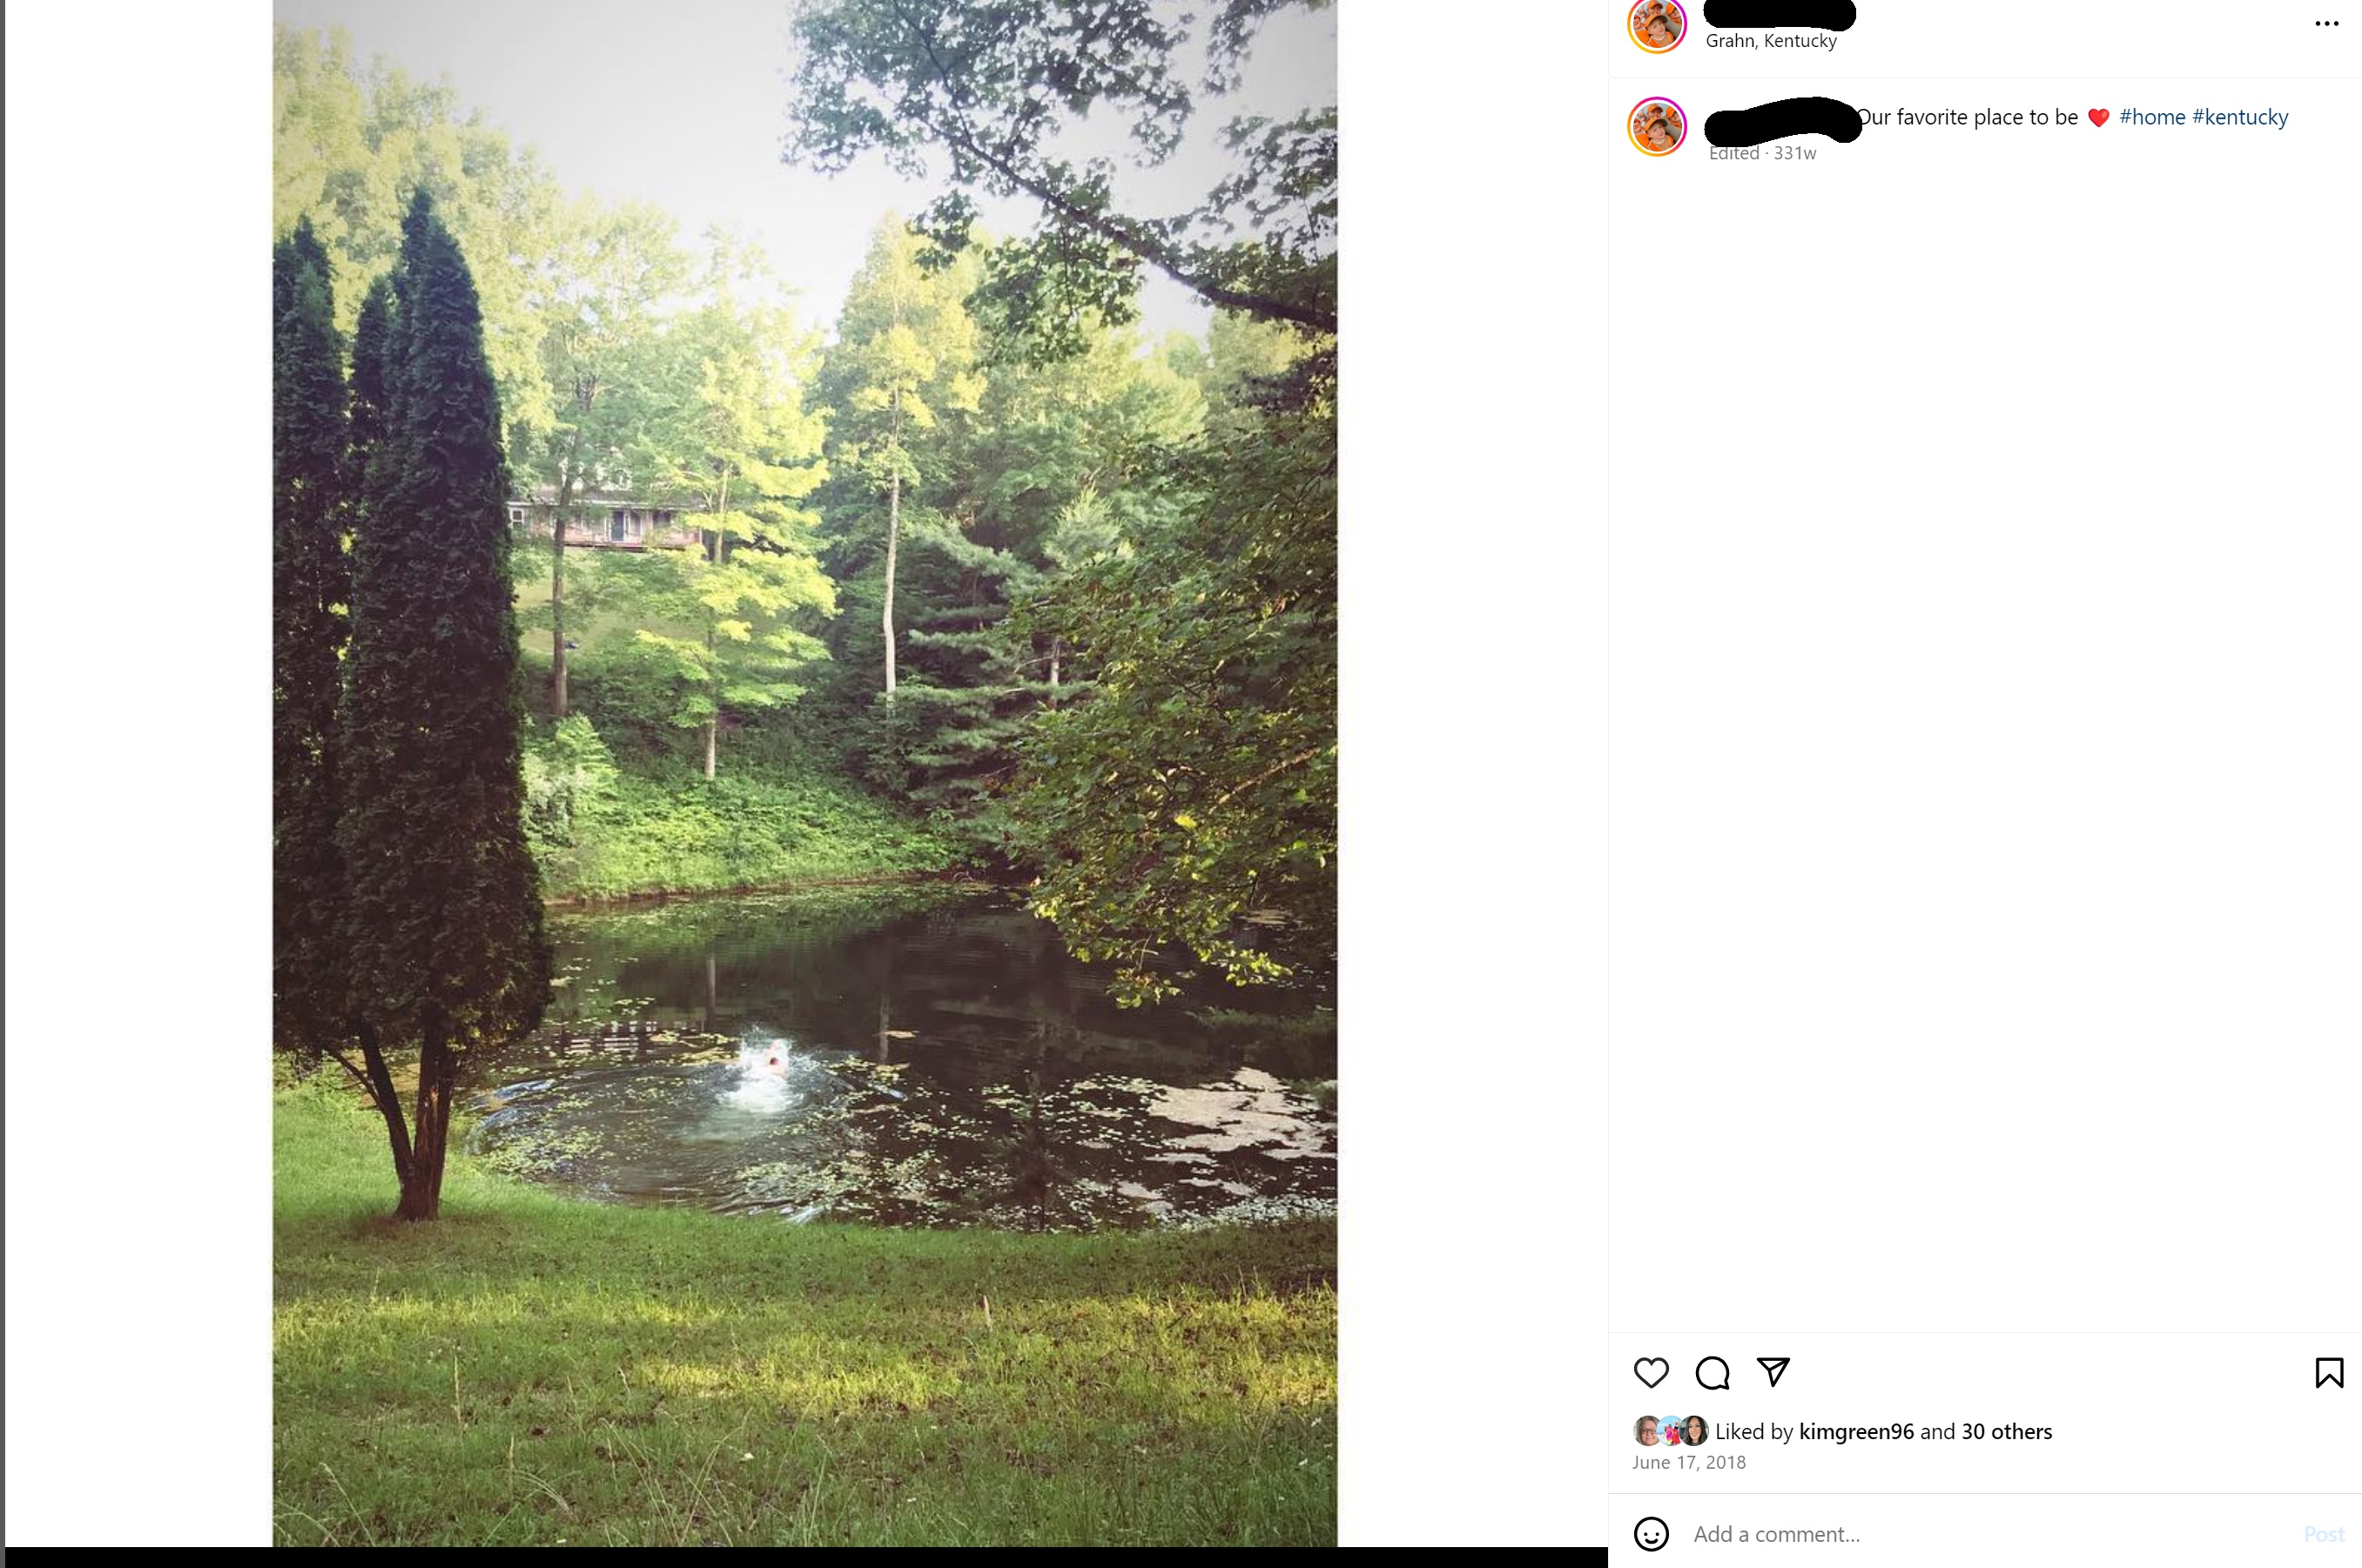 Grahn, Kentucky
Our favorite place to be ❤️ #home #kentucky
Edited · 331w
Liked by kimgreen96 and 30 others
June 17, 2018
Add a comment...
Post